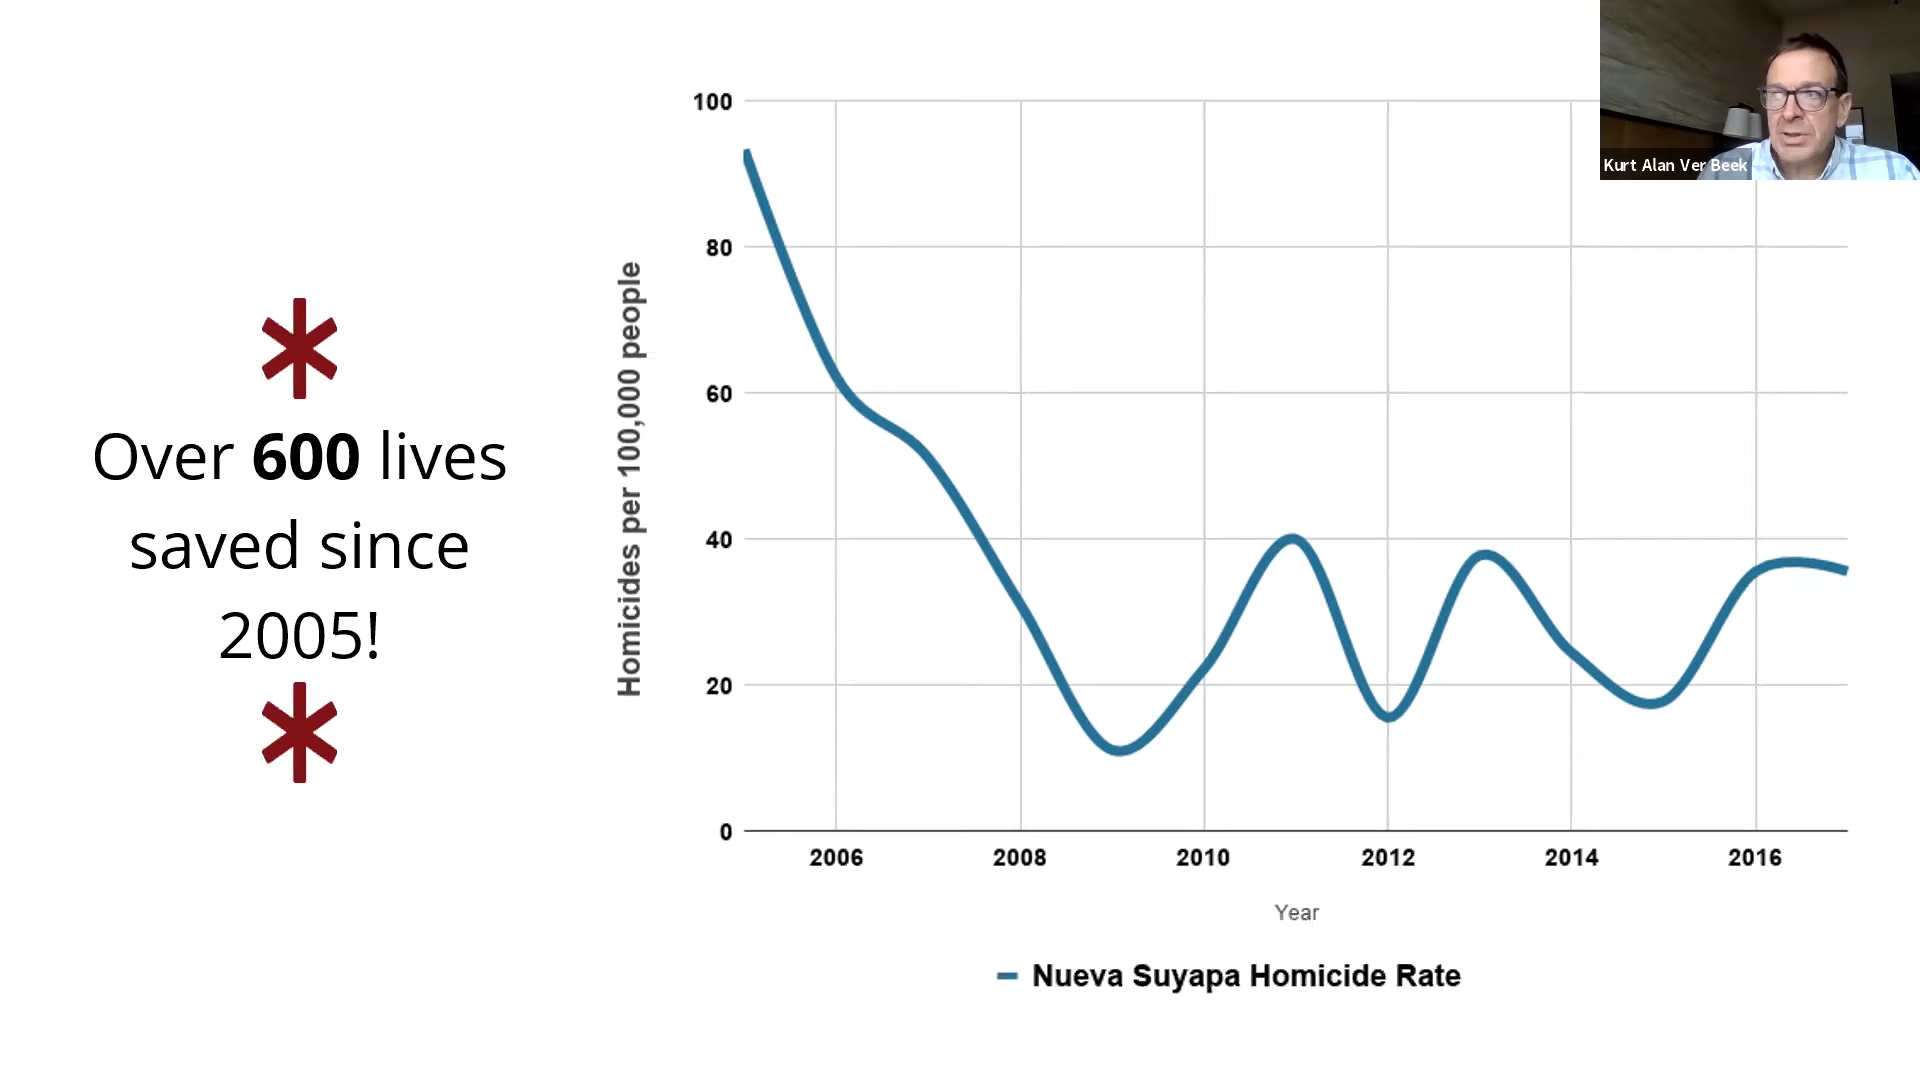 Kurt Alan Ver Beek
Over 600 lives
saved since
2005!
Homicides per 100,000 people
100
80
60
40
20
0
2006 2008 2010 2012 2014 2016
Year
Nueva Suyapa Homicide Rate